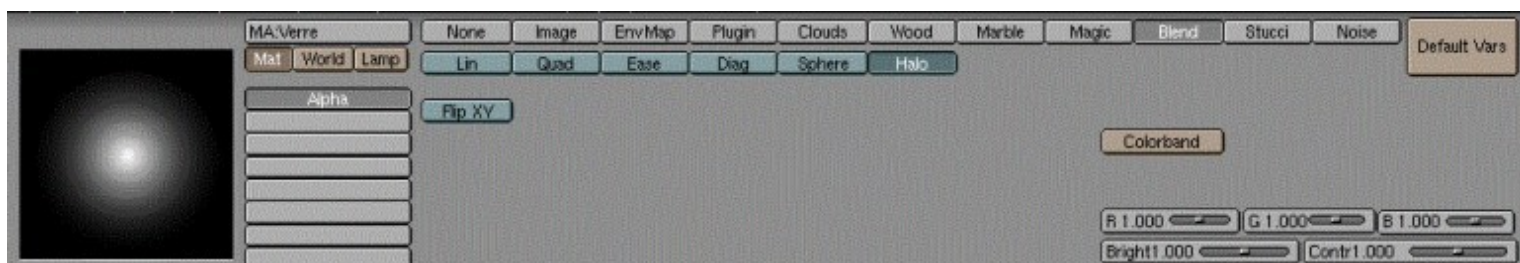 MA:Verre None Image EnvMap Plugin Clouds Wood Marble Magic Blend Stucci Noise Default Vars
Mat World Lamp Lin Quad Ease Diag Sphere Halo
Alpha
Flip XY
Colorband
R 1.000 G 1.000 B 1.000
Bright1.000 Contr1.000